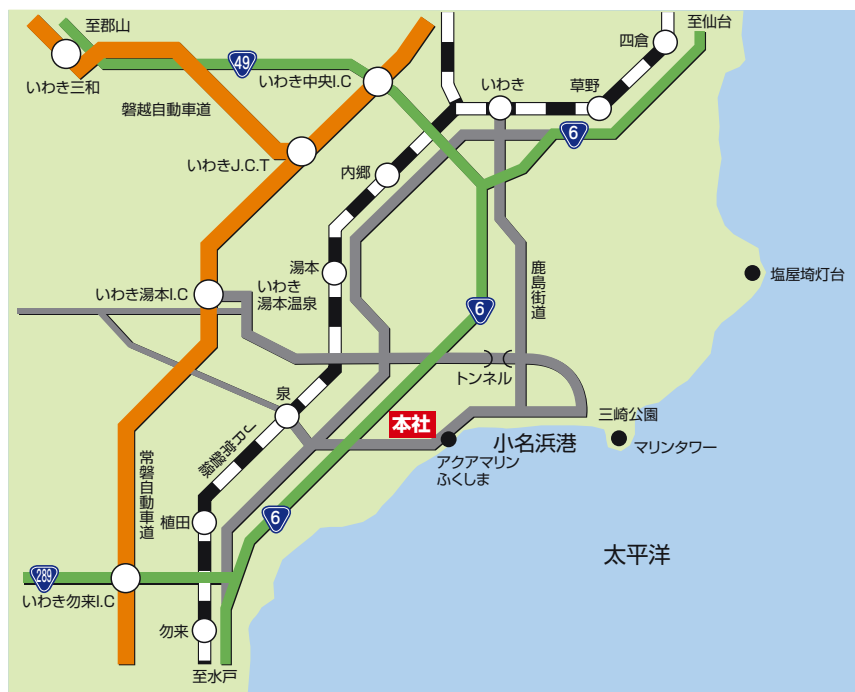 至郡山
至仙台
四倉
49
いわき三和
いわき中央I.C
いわき
草野
磐越自動車道
6
いわきJ.C.T
内郷
湯本
鹿島街道
塩屋埼灯台
いわき湯本I.C
いわき
湯本温泉
6
トンネル
泉
本社
三崎公園
小名浜港
マリンタワー
JR常磐線
アクアマリン
ふくしま
常磐自動車道
植田
6
太平洋
289
いわき勿来I.C
勿来
至水戸